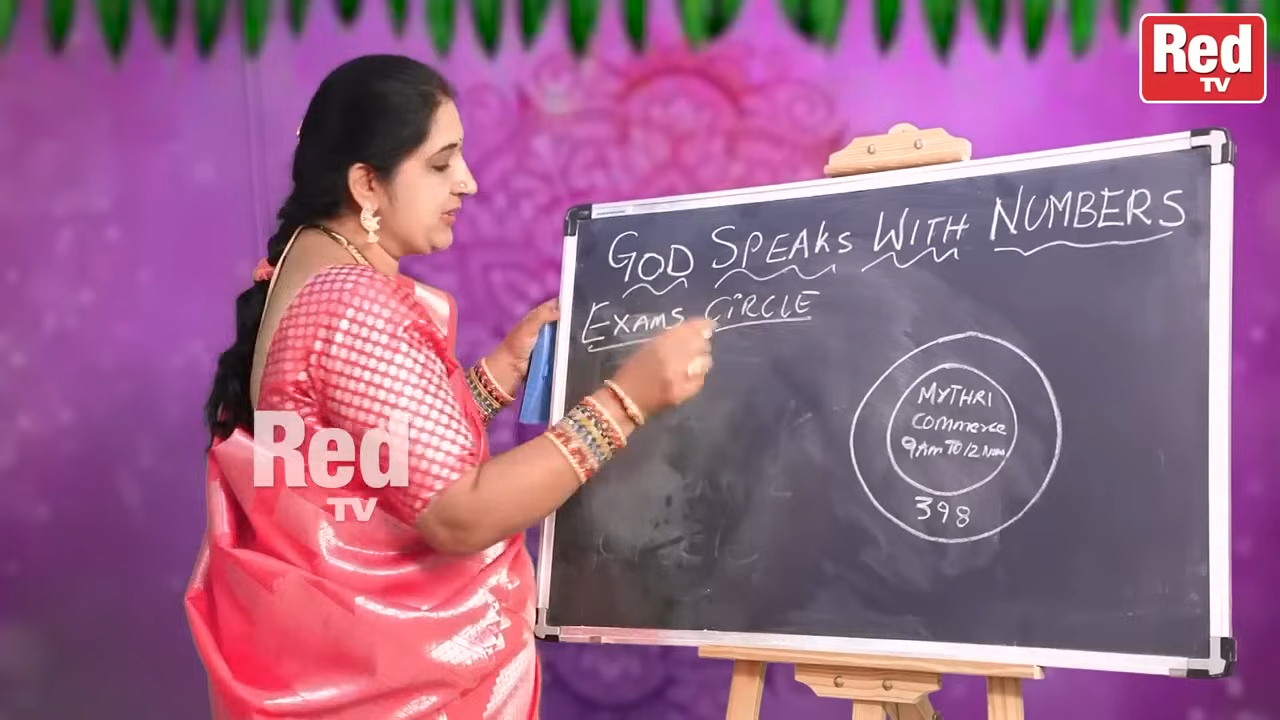 Red
TV
GOD SPEAKS WITH NUMBERS
EXAMS CIRCLE
MYTHRI
COMMERCE
9AM TO 12 Noon
398
Red
TV